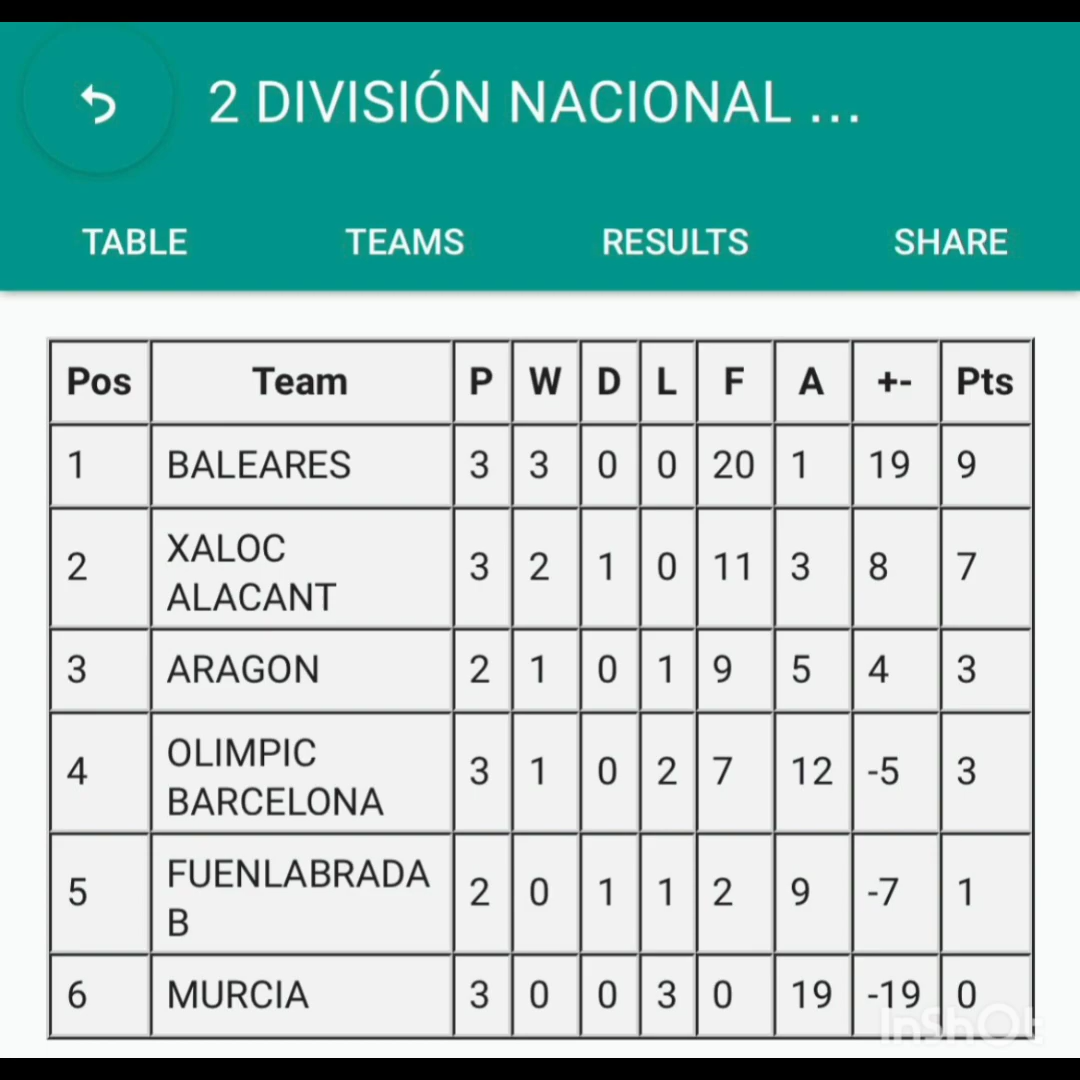 2 DIVISIÓN NACIONAL ...
TABLE TEAMS RESULTS SHARE
Pos Team P W D L F A +- Pts
1 BALEARES 3 3 0 0 20 1 19 9
2 XALOC ALACANT 3 2 1 0 11 3 8 7
3 ARAGON 2 1 0 1 9 5 4 3
4 OLIMPIC BARCELONA 3 1 0 2 7 12 -5 3
5 FUENLABRADA B 2 0 1 1 2 9 -7 1
6 MURCIA 3 0 0 3 0 19 -19 0
InShOt